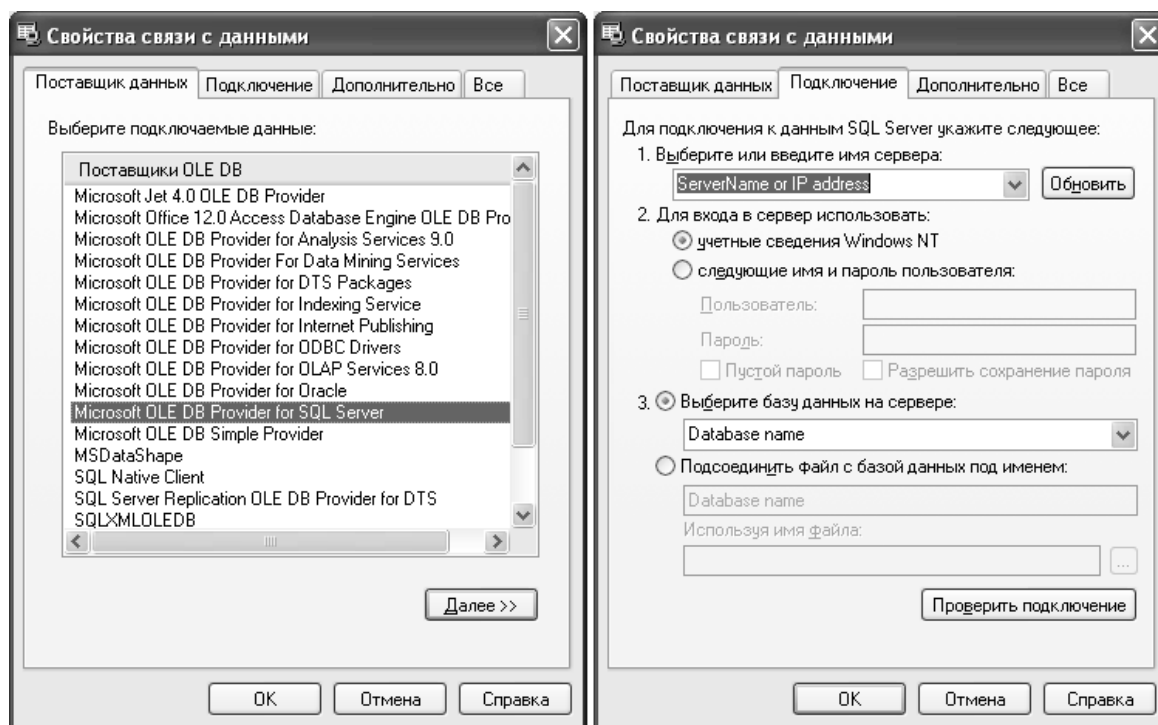 Свойства связи с данными
Поставщик данных Подключение Дополнительно Все
Выберите подключаемые данные:
Поставщики OLE DB
Microsoft Jet 4.0 OLE DB Provider
Microsoft Office 12.0 Access Database Engine OLE DB Pro
Microsoft OLE DB Provider for Analysis Services 9.0
Microsoft OLE DB Provider For Data Mining Services
Microsoft OLE DB Provider for DTS Packages
Microsoft OLE DB Provider for Indexing Service
Microsoft OLE DB Provider for Internet Publishing
Microsoft OLE DB Provider for ODBC Drivers
Microsoft OLE DB Provider for OLAP Services 8.0
Microsoft OLE DB Provider for Oracle
Microsoft OLE DB Provider for SQL Server
Microsoft OLE DB Simple Provider
MSDataShape
SQL Native Client
SQL Server Replication OLE DB Provider for DTS
SQLXMLOLEDB
Далее >>
OK Отмена Справка
Свойства связи с данными
Поставщик данных Подключение Дополнительно Все
Для подключения к данным SQL Server укажите следующее:
1. Выберите или введите имя сервера:
ServerName or IP address Обновить
2. Для входа в сервер использовать:
учетные сведения Windows NT
следующие имя и пароль пользователя:
Пользователь:
Пароль:
Пустой пароль Разрешить сохранение пароля
3. Выберите базу данных на сервере:
Database name
Подсоединить файл с базой данных под именем:
Database name
Используя имя файла:
...
Проверить подключение
OK Отмена Справка